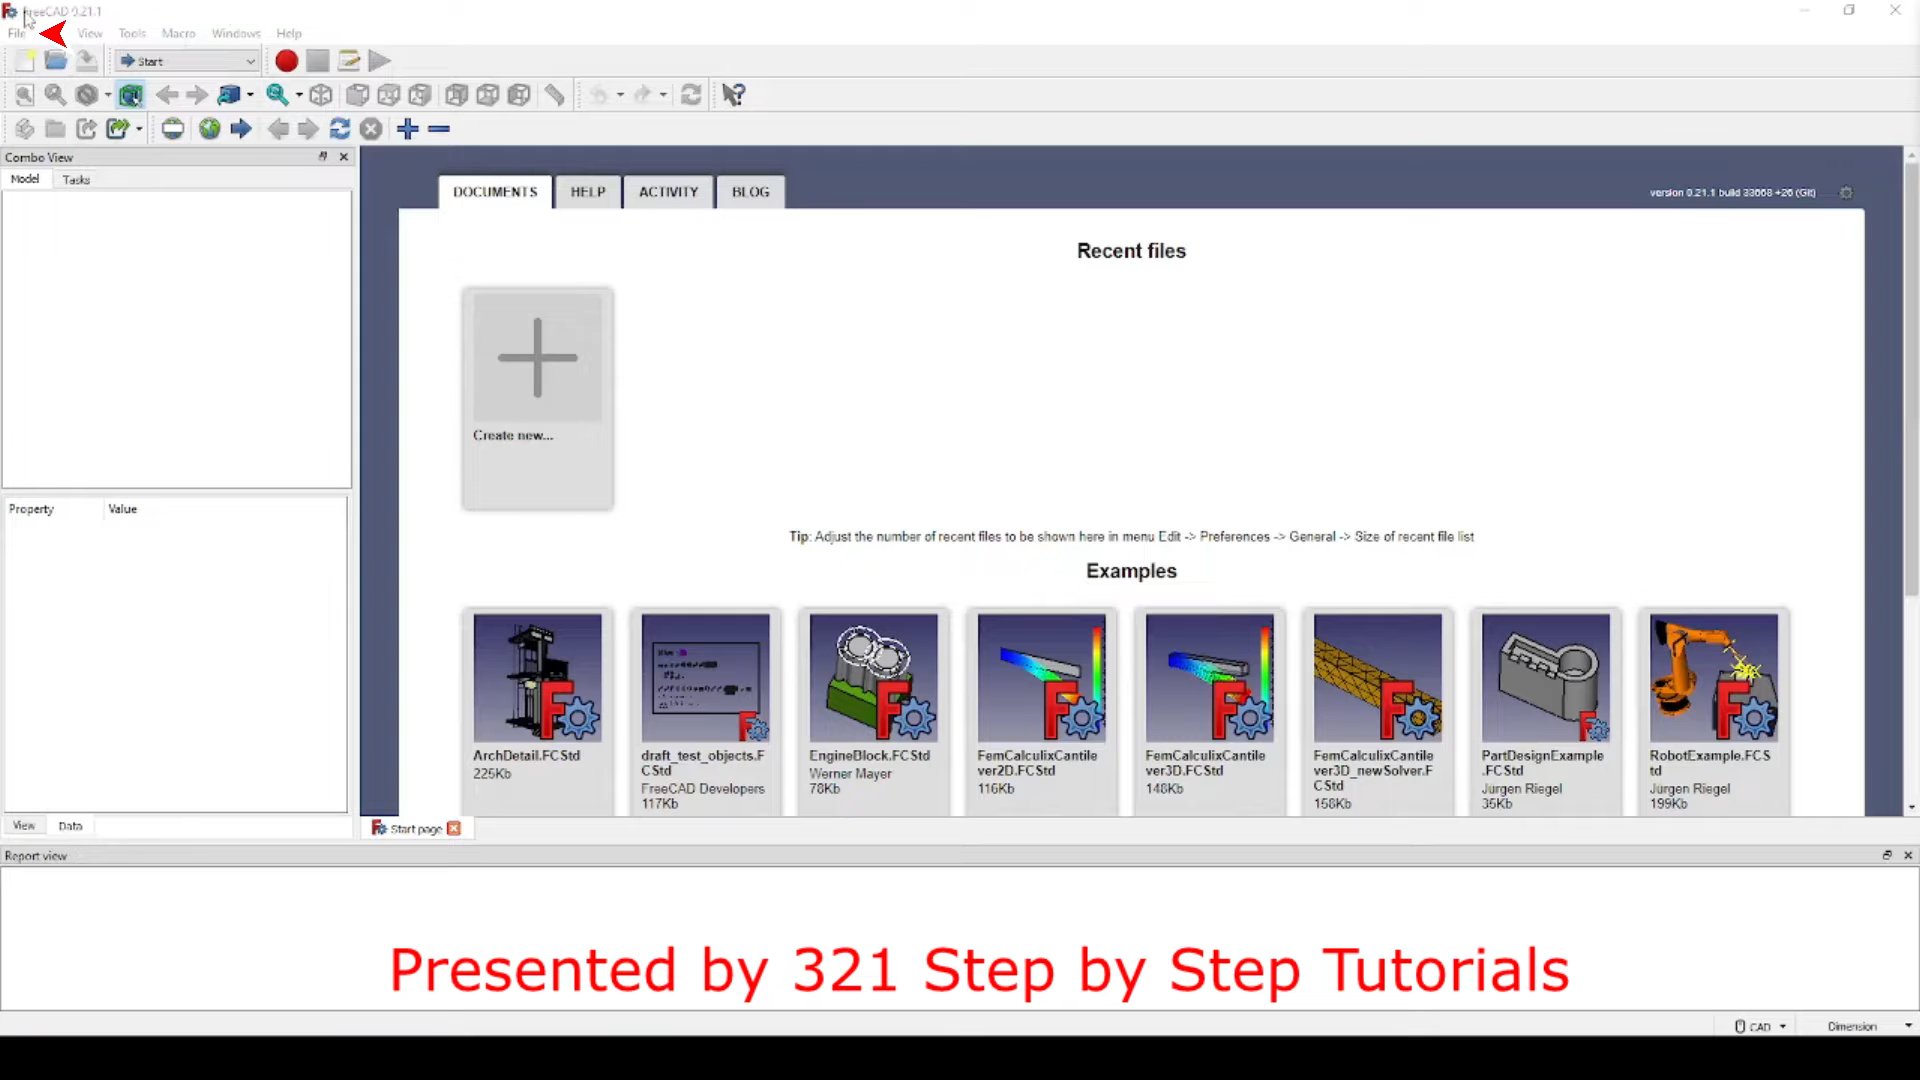 FreeCAD 0.21.1
File View Tools Macro Windows Help
Start
Combo View
Model Tasks
DOCUMENTS HELP ACTIVITY BLOG
version 0.21.1 build 33668 +26 (Git)
Recent files
Create new...
Tip: Adjust the number of recent files to be shown here in menu Edit -> Preferences -> General -> Size of recent file list
Examples
ArchDetail.FCStd
225Kb
draft_test_objects.F
CStd
FreeCAD Developers
117Kb
EngineBlock.FCStd
Werner Mayer
78Kb
FemCalculixCantile
ver2D.FCStd
116Kb
FemCalculixCantile
ver3D.FCStd
148Kb
FemCalculixCantile
ver3D_newSolver.F
CStd
158Kb
PartDesignExample
.FCStd
Jurgen Riegel
35Kb
RobotExample.FCS
td
Jurgen Riegel
199Kb
Property Value
View Data
Start page
Report view
Presented by 321 Step by Step Tutorials
CAD
Dimension